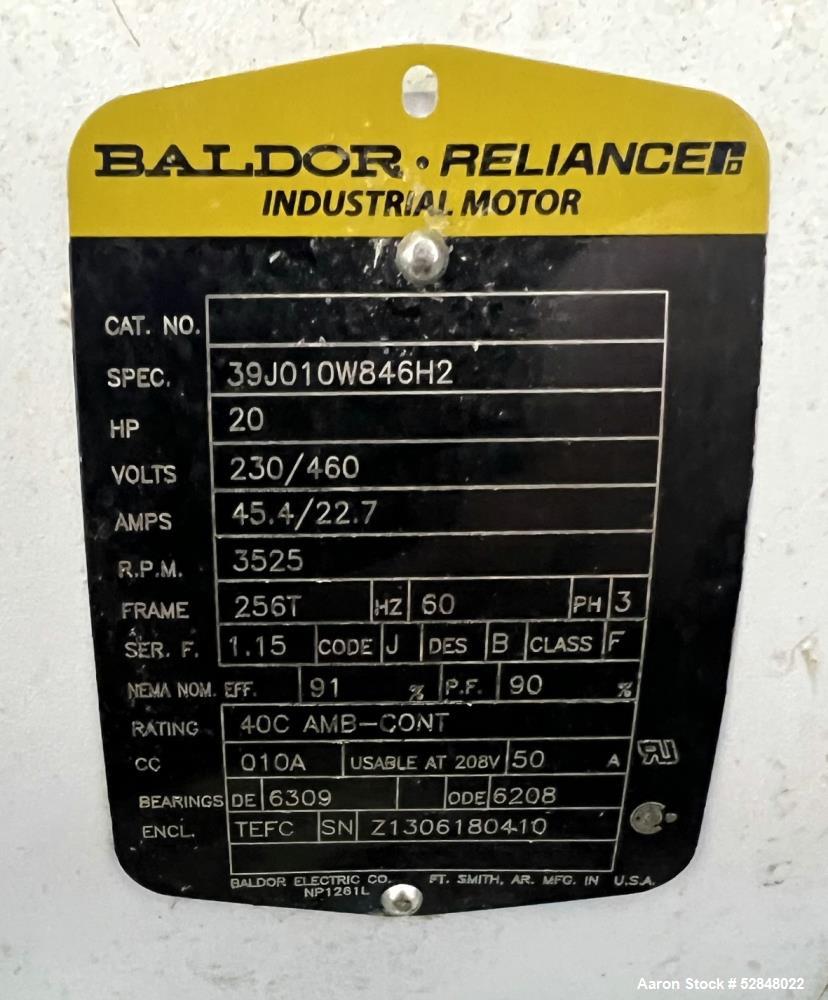 BALDOR • RELIANCE
INDUSTRIAL MOTOR
CAT. NO.
SPEC. 39J010W846H2
HP 20
VOLTS 230/460
AMPS 45.4/22.7
R.P.M. 3525
FRAME 256T HZ 60 PH 3
SER. F. 1.15 CODE J DES B CLASS F
NEMA NOM. EFF. 91 % P.F. 90 %
RATING 40C AMB-CONT
CC 010A USABLE AT 208V 50 A
BEARINGS DE 6309 ODE 6208
ENCL. TEFC SN Z1306180410
BALDOR ELECTRIC CO. FT. SMITH, AR. MFG. IN U.S.A.
NP1261L
Aaron Stock # 52848022